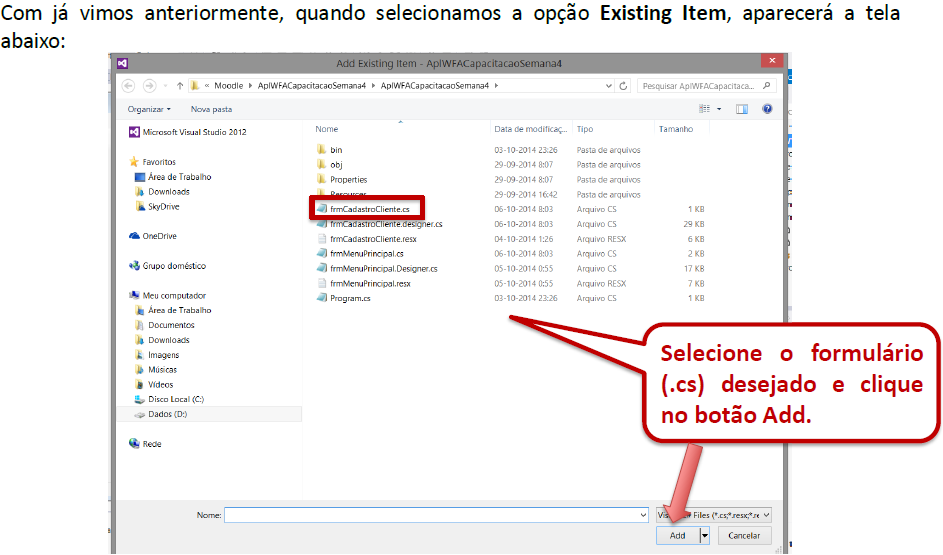 Com já vimos anteriormente, quando selecionamos a opção Existing Item, aparecerá a tela
abaixo:
Add Existing Item - AplWFACapacitacaoSemana4
« Moodle ▸ AplWFACapacitacaoSemana4 ▸ AplWFACapacitacaoSemana4 ▸
Pesquisar AplWFACapacitaca...
Organizar Nova pasta
Microsoft Visual Studio 2012
Favoritos
Área de Trabalho
Downloads
SkyDrive
OneDrive
Grupo doméstico
Meu computador
Área de Trabalho
Documentos
Downloads
Imagens
Músicas
Vídeos
Disco Local (C:)
Dados (D:)
Rede
Nome Data de modificaç... Tipo Tamanho
bin 03-10-2014 23:26 Pasta de arquivos
obj 29-09-2014 8:07 Pasta de arquivos
Properties 29-09-2014 8:07 Pasta de arquivos
Resources 29-09-2014 16:42 Pasta de arquivos
frmCadastroCliente.cs 06-10-2014 8:03 Arquivo CS 1 KB
frmCadastroCliente.designer.cs 06-10-2014 8:03 Arquivo CS 29 KB
frmCadastroCliente.resx 04-10-2014 1:26 Arquivo RESX 6 KB
frmMenuPrincipal.cs 06-10-2014 8:03 Arquivo CS 2 KB
frmMenuPrincipal.Designer.cs 05-10-2014 0:55 Arquivo CS 17 KB
frmMenuPrincipal.resx 05-10-2014 0:55 Arquivo RESX 7 KB
Program.cs 03-10-2014 23:26 Arquivo CS 1 KB
Selecione o formulário
(.cs) desejado e clique
no botão Add.
Nome:
Files (*.cs;*.resx;*.re
Add Cancelar